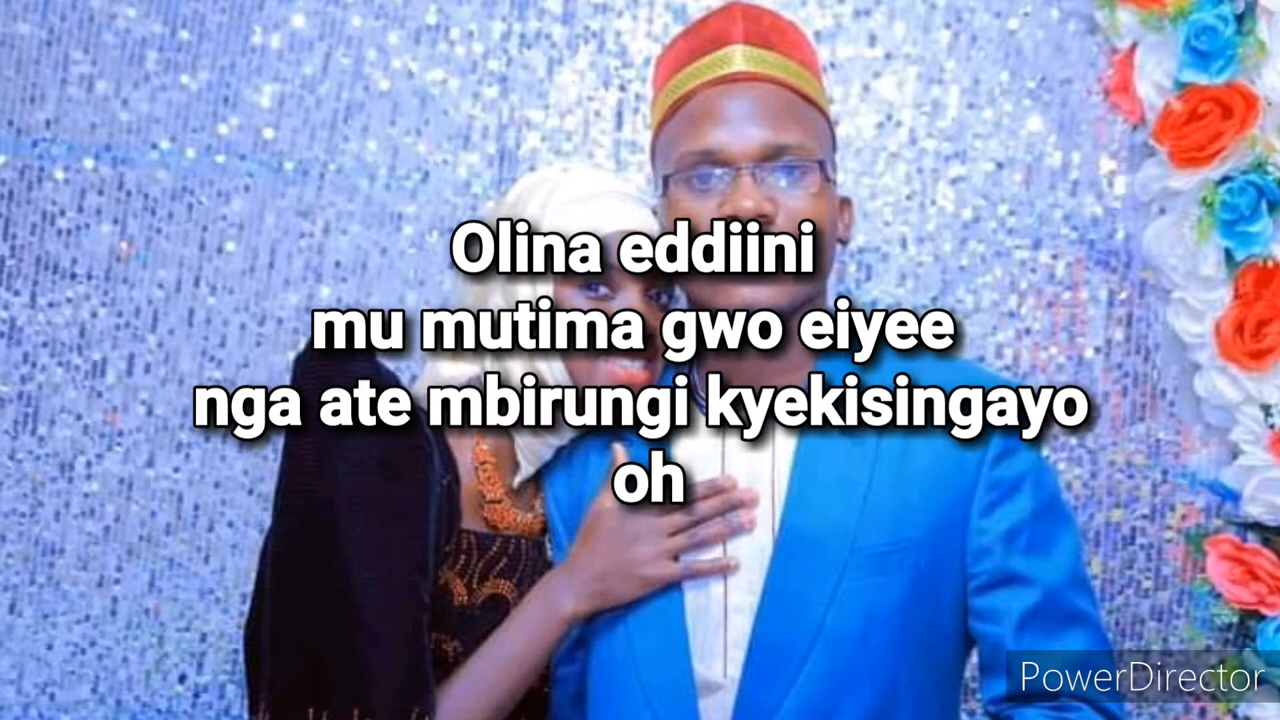 Olina eddiini
mu mutima gwo eiyee
nga ate mbirungi kyekisingayo
oh
PowerDirector